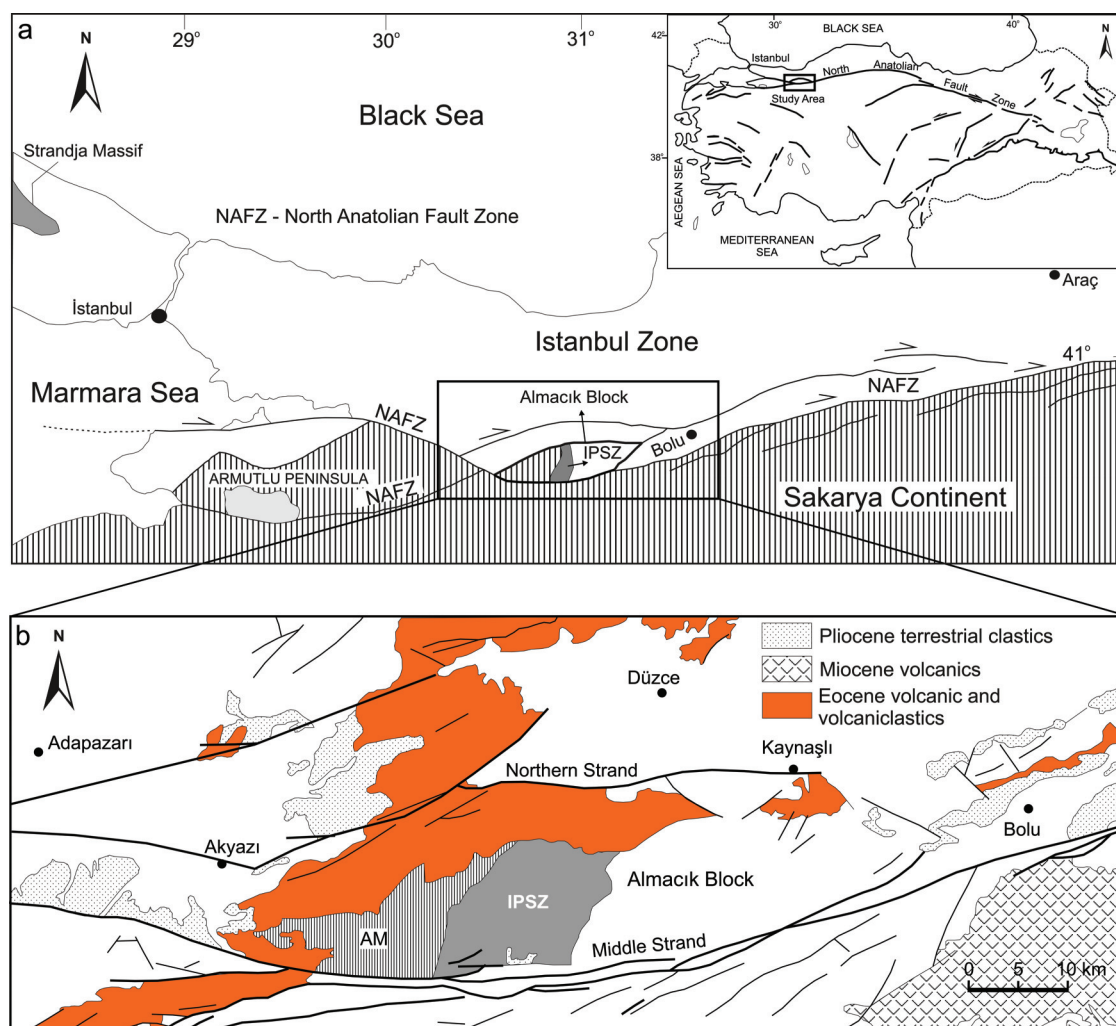 a
N
29°
30°
31°
Black Sea
Strandja Massif
NAFZ - North Anatolian Fault Zone
İstanbul
Istanbul Zone
Araç
41°
Marmara Sea
NAFZ
Almacık Block
NAFZ
IPSZ
Bolu
ARMUTLU PENINSULA
NAFZ
Sakarya Continent
30°
40°
42°
38°
BLACK SEA
N
Istanbul
North Anatolian Fault Zone
Study Area
AEGEAN SEA
MEDITERRANEAN
SEA
b
N
Pliocene terrestrial clastics
Miocene volcanics
Eocene volcanic and
volcaniclastics
Düzce
Adapazarı
Kaynaşlı
Northern Strand
Bolu
Akyazı
Almacık Block
IPSZ
AM
Middle Strand
0 5 10 km